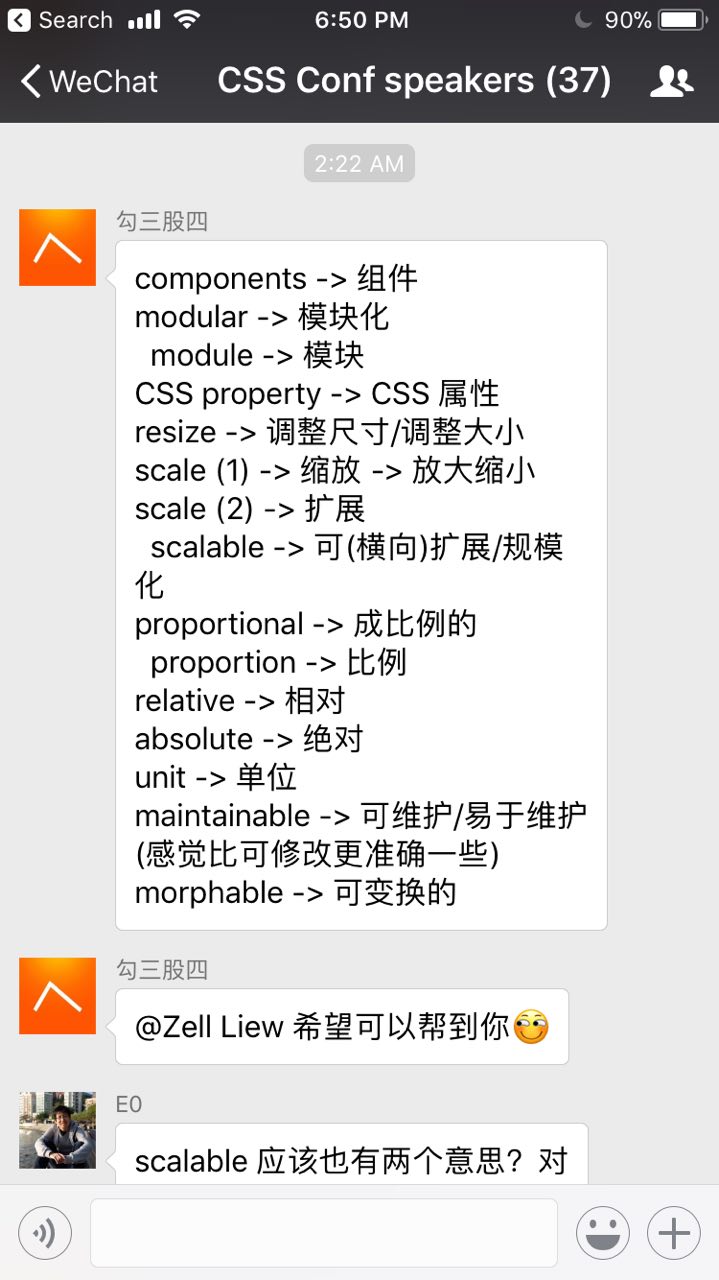 Search 6:50 PM 90%
WeChat CSS Conf speakers (37)
2:22 AM
勾三股四
components -> 组件
modular -> 模块化
module -> 模块
CSS property -> CSS 属性
resize -> 调整尺寸/调整大小
scale (1) -> 缩放 -> 放大缩小
scale (2) -> 扩展
scalable -> 可(横向)扩展/规模
化
proportional -> 成比例的
proportion -> 比例
relative -> 相对
absolute -> 绝对
unit -> 单位
maintainable -> 可维护/易于维护
(感觉比可修改更准确一些)
morphable -> 可变换的
勾三股四
@Zell Liew 希望可以帮到你
E0
scalable 应该也有两个意思？对